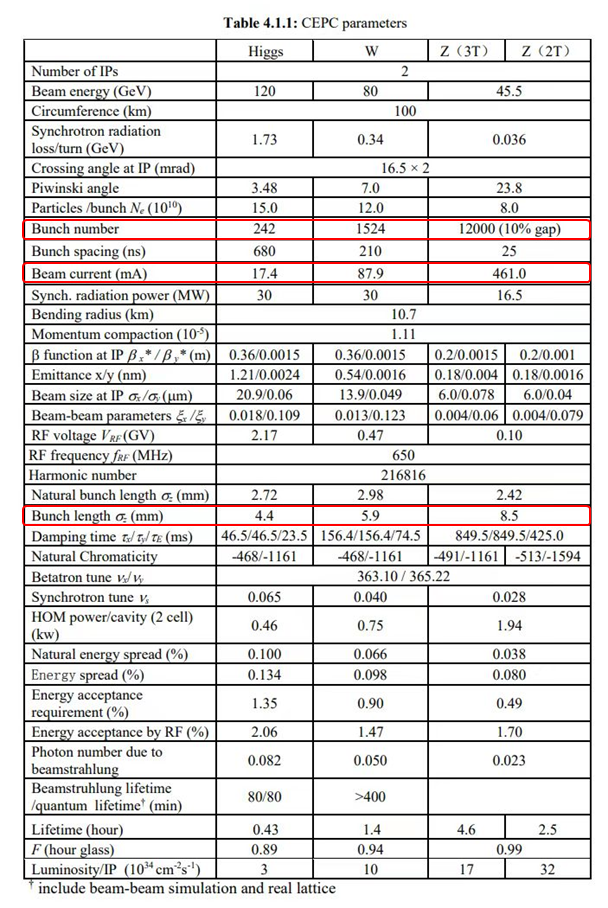 Table 4.1.1: CEPC parameters
Higgs W Z（3T） Z（2T）
Number of IPs 2
Beam energy (GeV) 120 80 45.5
Circumference (km) 100
Synchrotron radiation
loss/turn (GeV) 1.73 0.34 0.036
Crossing angle at IP (mrad) 16.5 × 2
Piwinski angle 3.48 7.0 23.8
Particles /bunch Ne (10¹⁰) 15.0 12.0 8.0
Bunch number 242 1524 12000 (10% gap)
Bunch spacing (ns) 680 210 25
Beam current (mA) 17.4 87.9 461.0
Synch. radiation power (MW) 30 30 16.5
Bending radius (km) 10.7
Momentum compaction (10⁻⁵) 1.11
β function at IP βx* / βy* (m) 0.36/0.0015 0.36/0.0015 0.2/0.0015 0.2/0.001
Emittance x/y (nm) 1.21/0.0024 0.54/0.0016 0.18/0.004 0.18/0.0016
Beam size at IP σx /σy (μm) 20.9/0.06 13.9/0.049 6.0/0.078 6.0/0.04
Beam-beam parameters ξx /ξy 0.018/0.109 0.013/0.123 0.004/0.06 0.004/0.079
RF voltage VRF (GV) 2.17 0.47 0.10
RF frequency fRF (MHz) 650
Harmonic number 216816
Natural bunch length σz (mm) 2.72 2.98 2.42
Bunch length σz (mm) 4.4 5.9 8.5
Damping time τx/τy/τE (ms) 46.5/46.5/23.5 156.4/156.4/74.5 849.5/849.5/425.0
Natural Chromaticity -468/-1161 -468/-1161 -491/-1161 -513/-1594
Betatron tune νx/νy 363.10 / 365.22
Synchrotron tune νs 0.065 0.040 0.028
HOM power/cavity (2 cell)
(kw) 0.46 0.75 1.94
Natural energy spread (%) 0.100 0.066 0.038
Energy spread (%) 0.134 0.098 0.080
Energy acceptance
requirement (%) 1.35 0.90 0.49
Energy acceptance by RF (%) 2.06 1.47 1.70
Photon number due to
beamstrahlung 0.082 0.050 0.023
Beamstruhlung lifetime
/quantum lifetime† (min) 80/80 >400
Lifetime (hour) 0.43 1.4 4.6 2.5
F (hour glass) 0.89 0.94 0.99
Luminosity/IP (10³⁴ cm⁻²s⁻¹) 3 10 17 32
† include beam-beam simulation and real lattice